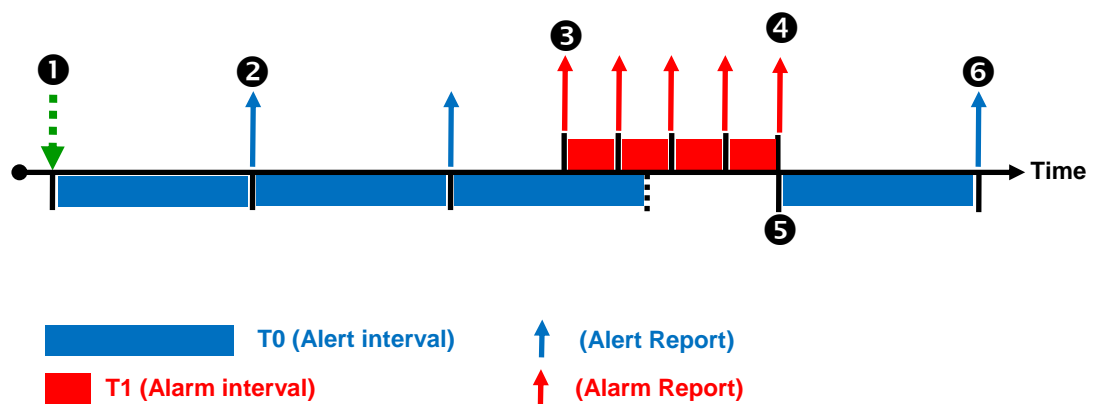 ❶
❷
❸
❹
❻
Time
❺
T0 (Alert interval)
(Alert Report)
T1 (Alarm interval)
(Alarm Report)